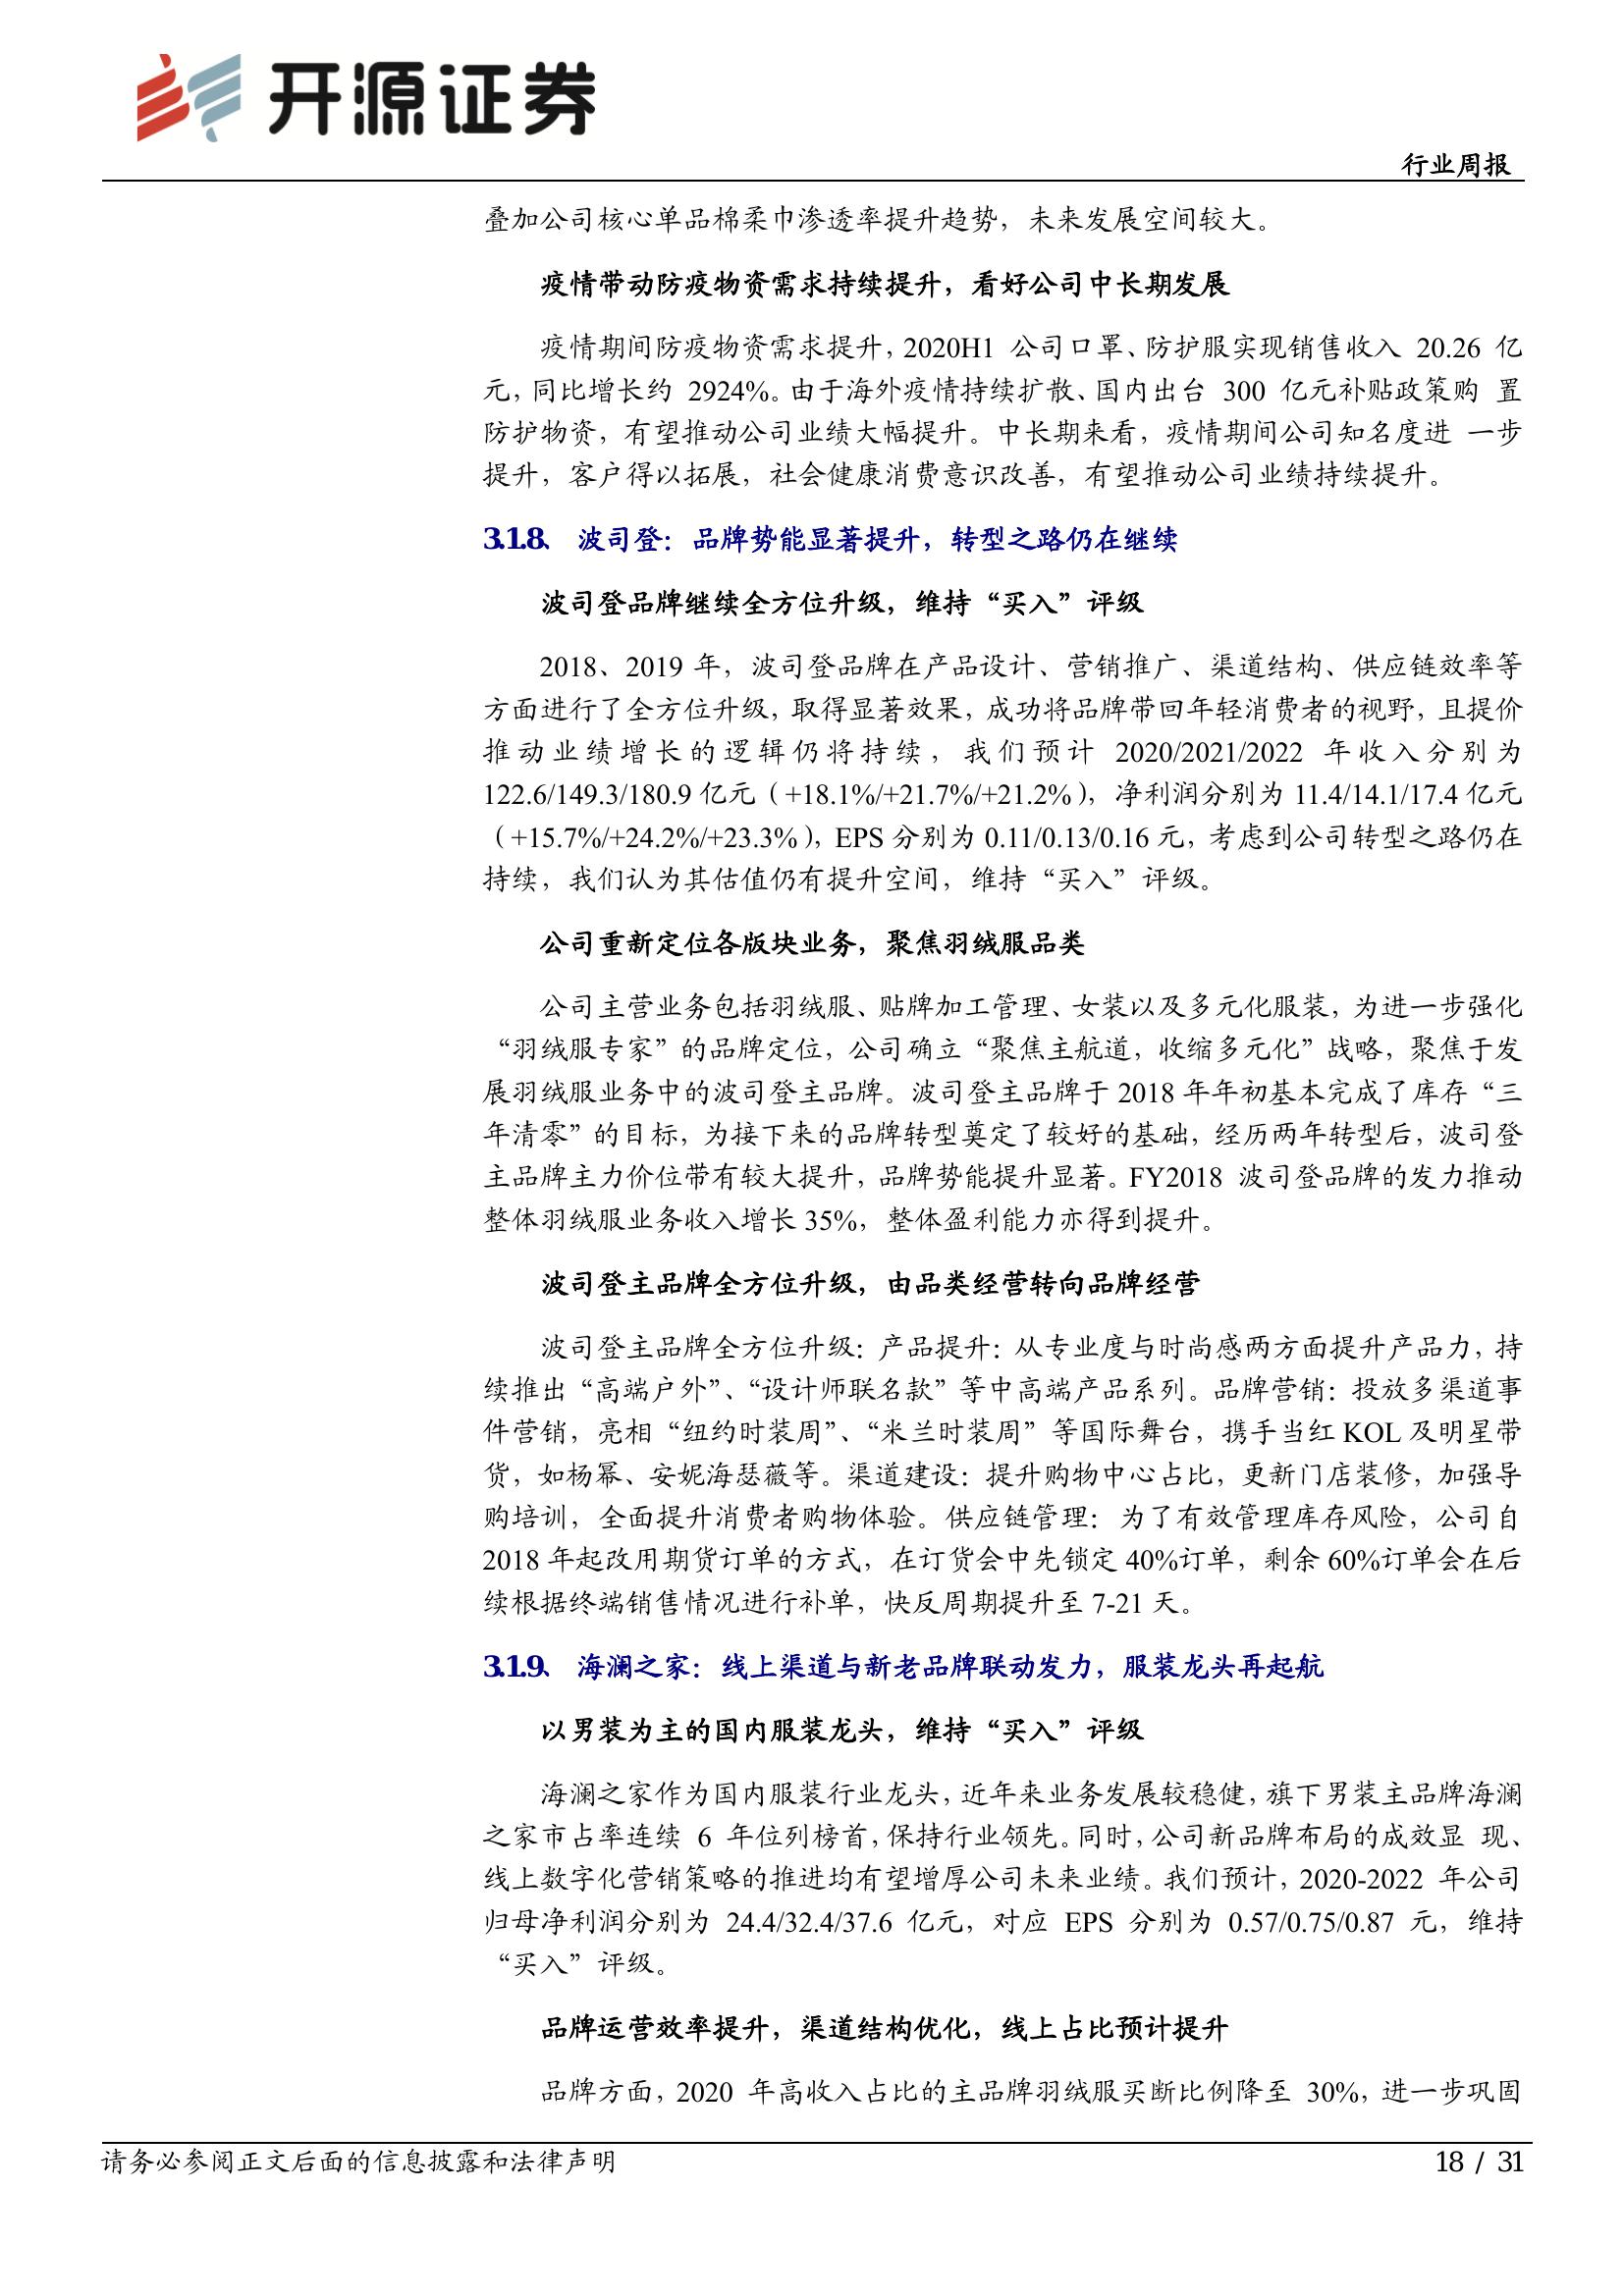 开源证券
行业周报
叠加公司核心单品棉柔巾渗透率提升趋势，未来发展空间较大。
疫情带动防疫物资需求持续提升，看好公司中长期发展
疫情期间防疫物资需求提升，2020H1 公司口罩、防护服实现销售收入 20.26 亿
元，同比增长约 2924%。由于海外疫情持续扩散、国内出台 300 亿元补贴政策购 置
防护物资，有望推动公司业绩大幅提升。中长期来看，疫情期间公司知名度进 一步
提升，客户得以拓展，社会健康消费意识改善，有望推动公司业绩持续提升。
3.1.8、 波司登：品牌势能显著提升，转型之路仍在继续
波司登品牌继续全方位升级，维持“买入”评级
2018、2019 年，波司登品牌在产品设计、营销推广、渠道结构、供应链效率等
方面进行了全方位升级，取得显著效果，成功将品牌带回年轻消费者的视野，且提价
推动业绩增长的逻辑仍将持续，我们预计 2020/2021/2022 年收入分别为
122.6/149.3/180.9 亿元（+18.1%/+21.7%/+21.2%），净利润分别为 11.4/14.1/17.4 亿元
（+15.7%/+24.2%/+23.3%），EPS 分别为 0.11/0.13/0.16 元，考虑到公司转型之路仍在
持续，我们认为其估值仍有提升空间，维持“买入”评级。
公司重新定位各版块业务，聚焦羽绒服品类
公司主营业务包括羽绒服、贴牌加工管理、女装以及多元化服装，为进一步强化
“羽绒服专家”的品牌定位，公司确立“聚焦主航道，收缩多元化”战略，聚焦于发
展羽绒服业务中的波司登主品牌。波司登主品牌于 2018 年年初基本完成了库存“三
年清零”的目标，为接下来的品牌转型奠定了较好的基础，经历两年转型后，波司登
主品牌主力价位带有较大提升，品牌势能提升显著。FY2018 波司登品牌的发力推动
整体羽绒服业务收入增长 35%，整体盈利能力亦得到提升。
波司登主品牌全方位升级，由品类经营转向品牌经营
波司登主品牌全方位升级：产品提升：从专业度与时尚感两方面提升产品力，持
续推出“高端户外”、“设计师联名款”等中高端产品系列。品牌营销：投放多渠道事
件营销，亮相“纽约时装周”、“米兰时装周”等国际舞台，携手当红 KOL 及明星带
货，如杨幂、安妮海瑟薇等。渠道建设：提升购物中心占比，更新门店装修，加强导
购培训，全面提升消费者购物体验。供应链管理：为了有效管理库存风险，公司自
2018 年起改用期货订单的方式，在订货会中先锁定 40%订单，剩余 60%订单会在后
续根据终端销售情况进行补单，快反周期提升至 7-21 天。
3.1.9、 海澜之家：线上渠道与新老品牌联动发力，服装龙头再起航
以男装为主的国内服装龙头，维持“买入”评级
海澜之家作为国内服装行业龙头，近年来业务发展较稳健，旗下男装主品牌海澜
之家市占率连续 6 年位列榜首，保持行业领先。同时，公司新品牌布局的成效显 现、
线上数字化营销策略的推进均有望增厚公司未来业绩。我们预计，2020-2022 年公司
归母净利润分别为 24.4/32.4/37.6 亿元，对应 EPS 分别为 0.57/0.75/0.87 元，维持
“买入”评级。
品牌运营效率提升，渠道结构优化，线上占比预计提升
品牌方面，2020 年高收入占比的主品牌羽绒服买断比例降至 30%，进一步巩固
请务必参阅正文后面的信息披露和法律声明
18 / 31